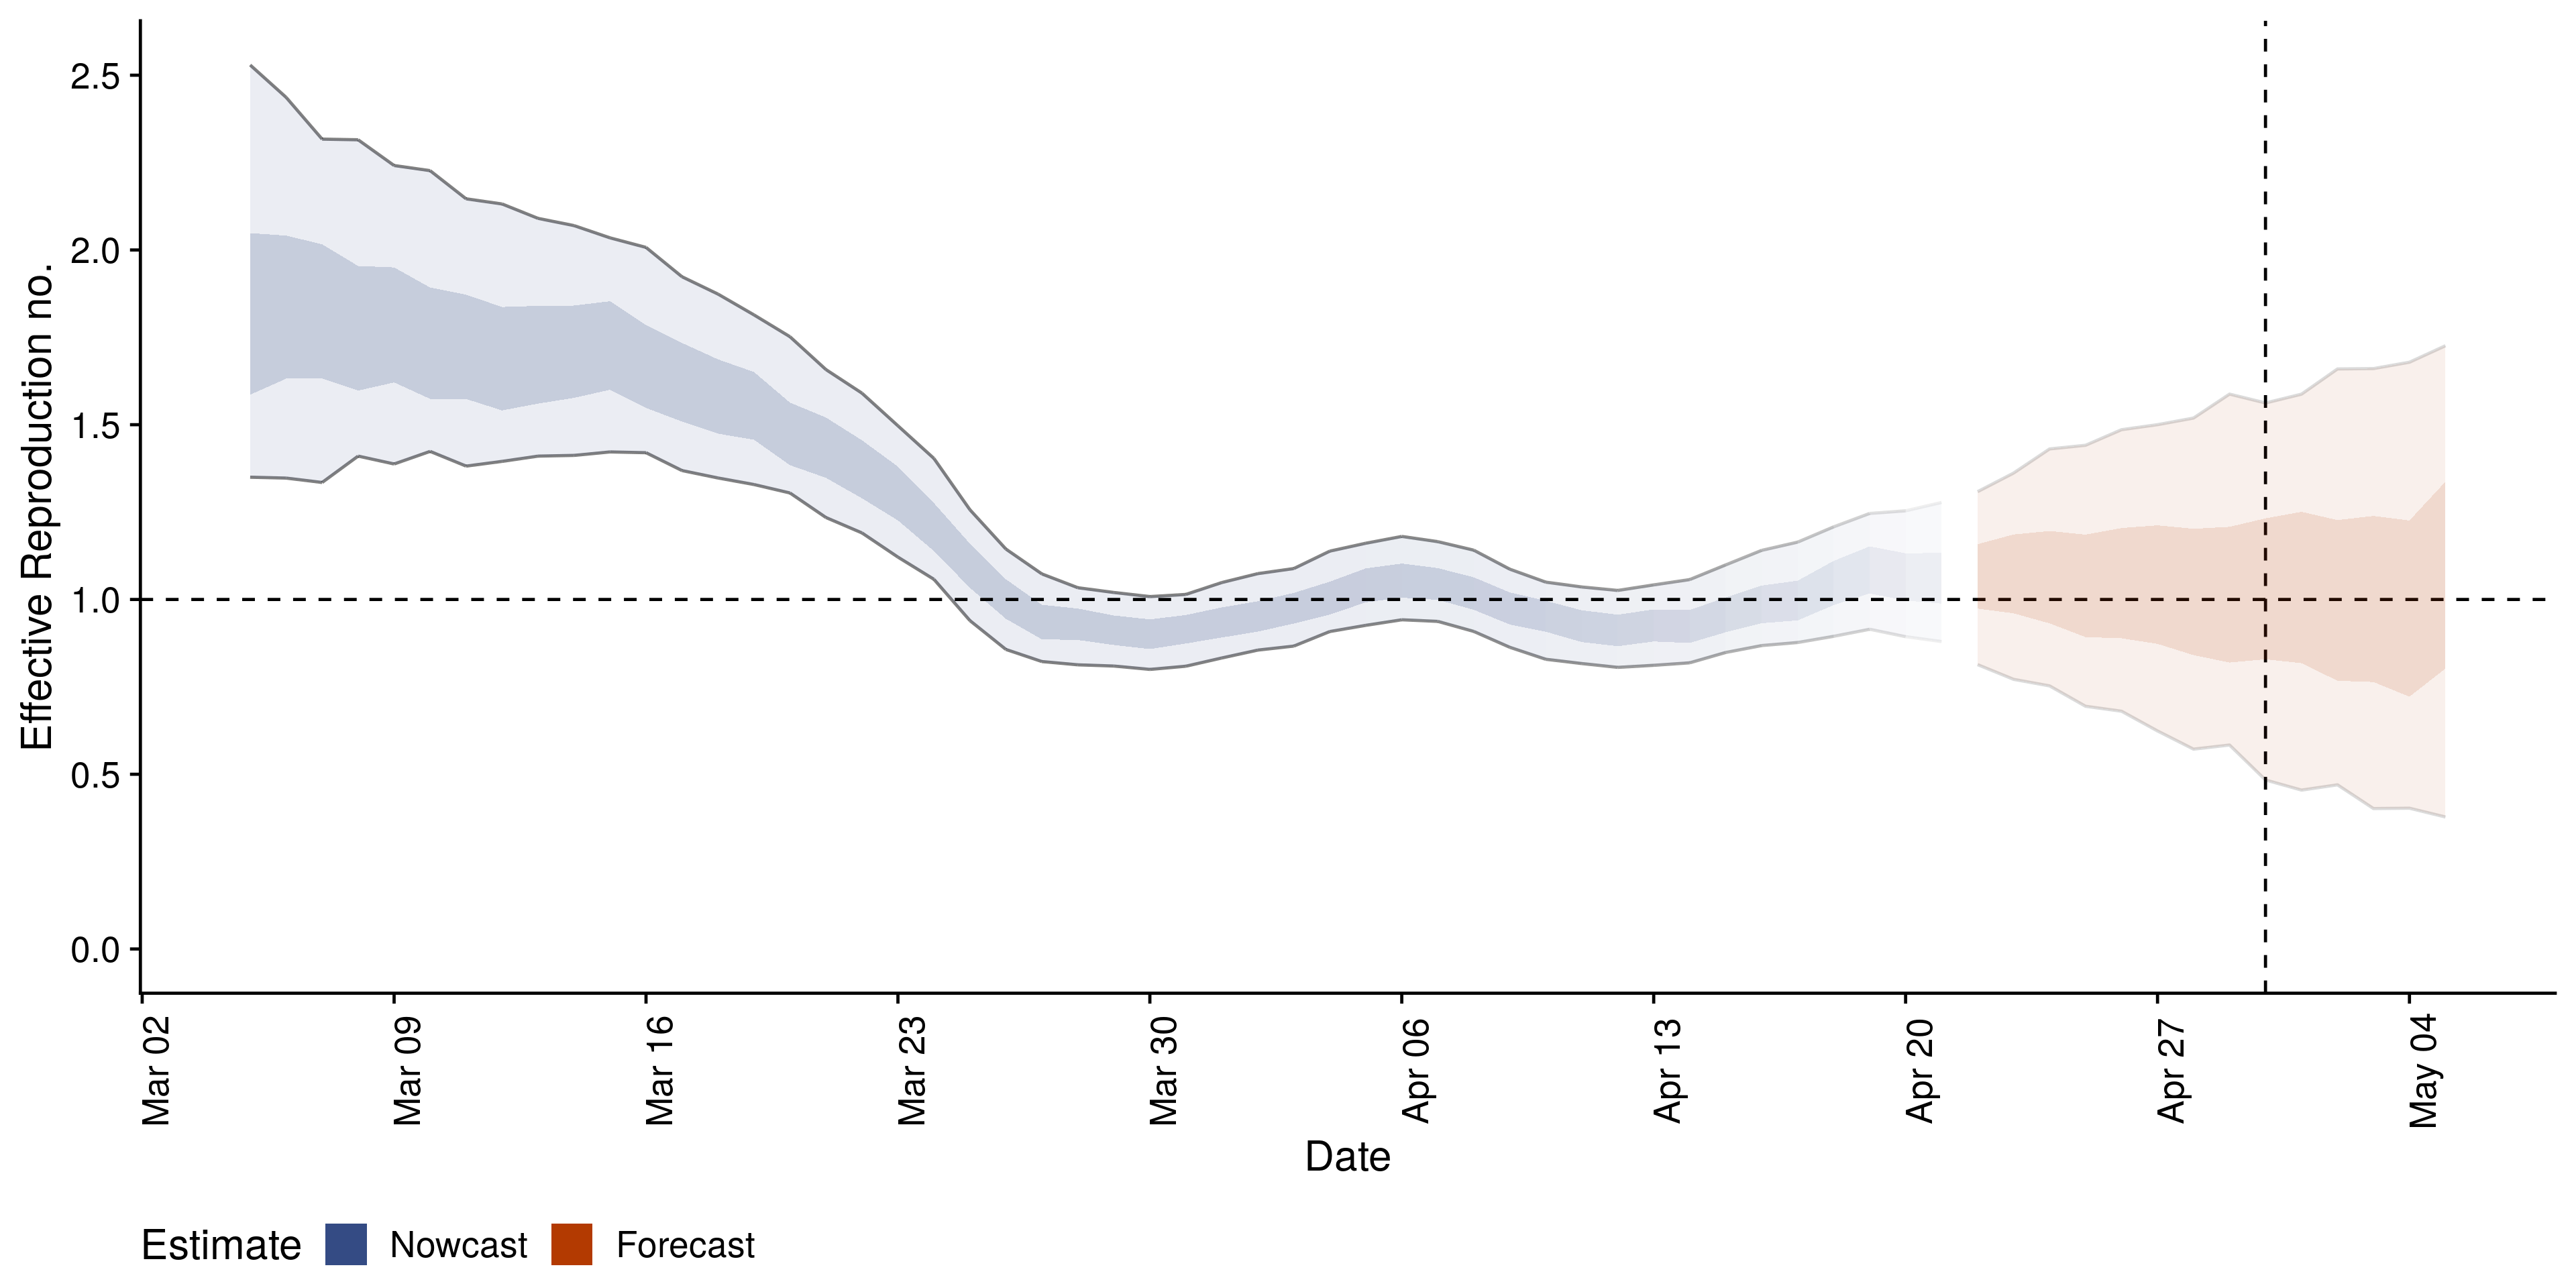 Effective Reproduction no.
2.5
2.0
1.5
1.0
0.5
0.0
Mar 02
Mar 09
Mar 16
Mar 23
Mar 30
Apr 06
Apr 13
Apr 20
Apr 27
May 04
Date
Estimate Nowcast Forecast